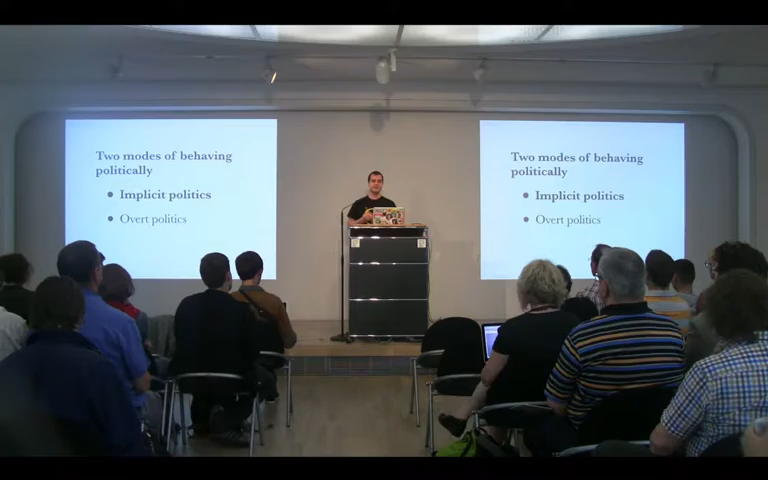 Two modes of behaving
politically
● Implicit politics
● Overt politics
Two modes of behaving
politically
● Implicit politics
● Overt politics